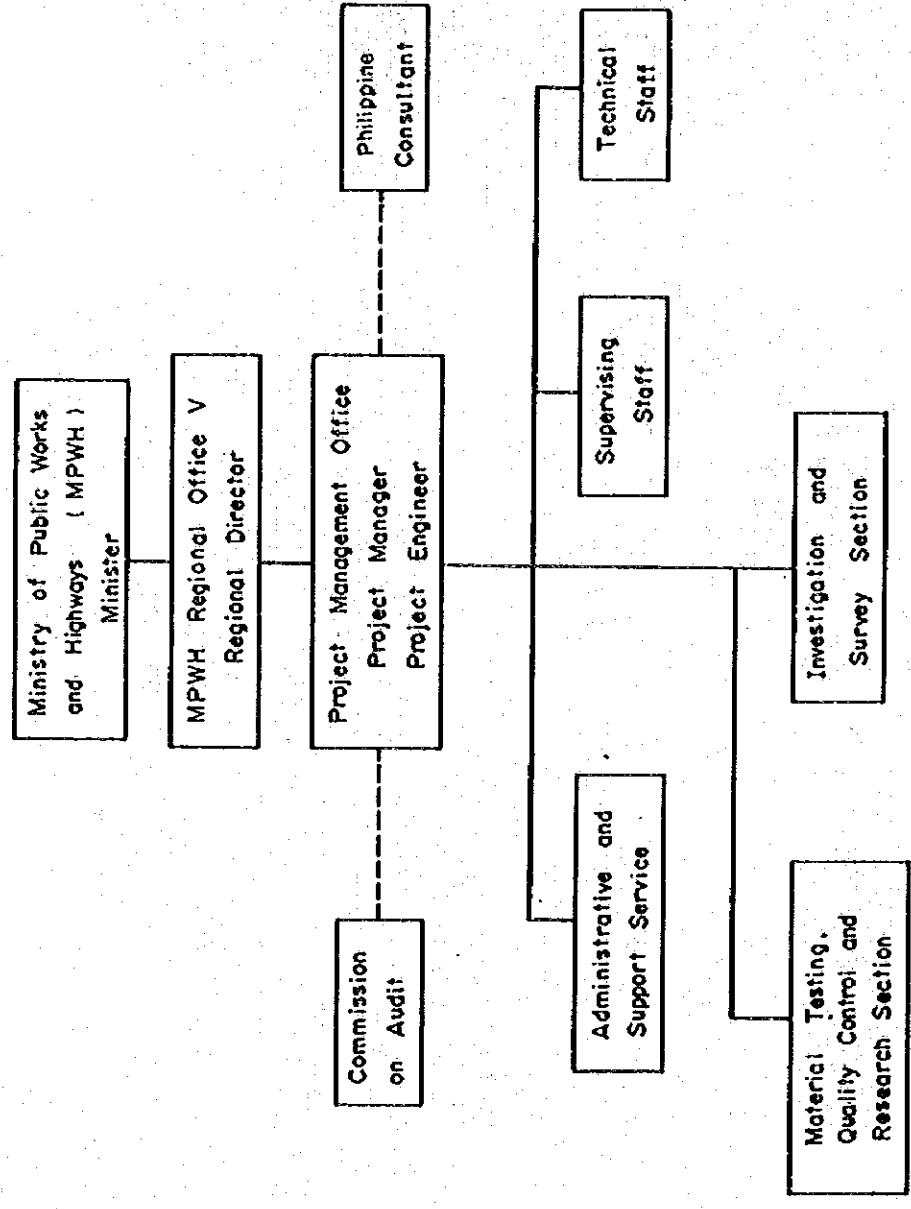 Ministry of Public Works
and Highways (MPWH)
Minister
MPWH Regional Office V
Regional Director
Project Management Office
Project Manager
Project Engineer
Commission
on Audit
Philippine
Consultant
Administrative and
Support Service
Supervising
Staff
Technical
Staff
Material Testing,
Quality Control and
Research Section
Investigation and
Survey Section